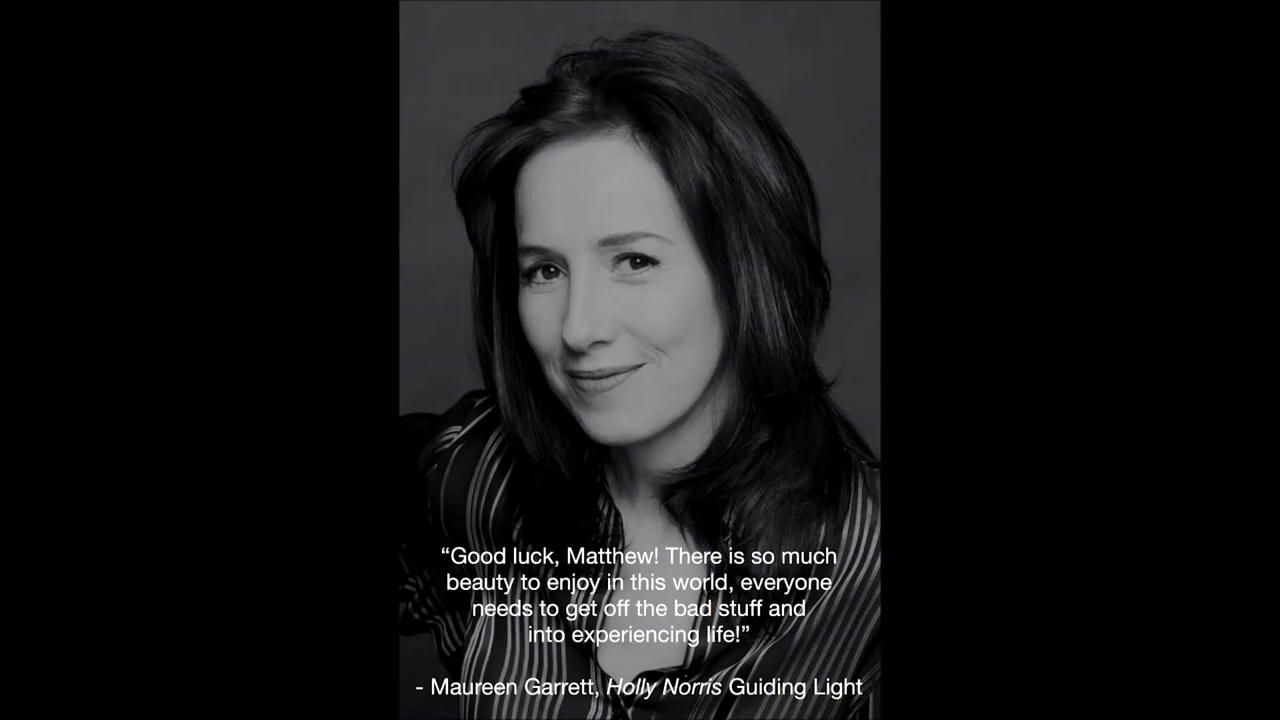 “Good luck, Matthew! There is so much
beauty to enjoy in this world, everyone
needs to get off the bad stuff and
into experiencing life!”
- Maureen Garrett, Holly Norris Guiding Light